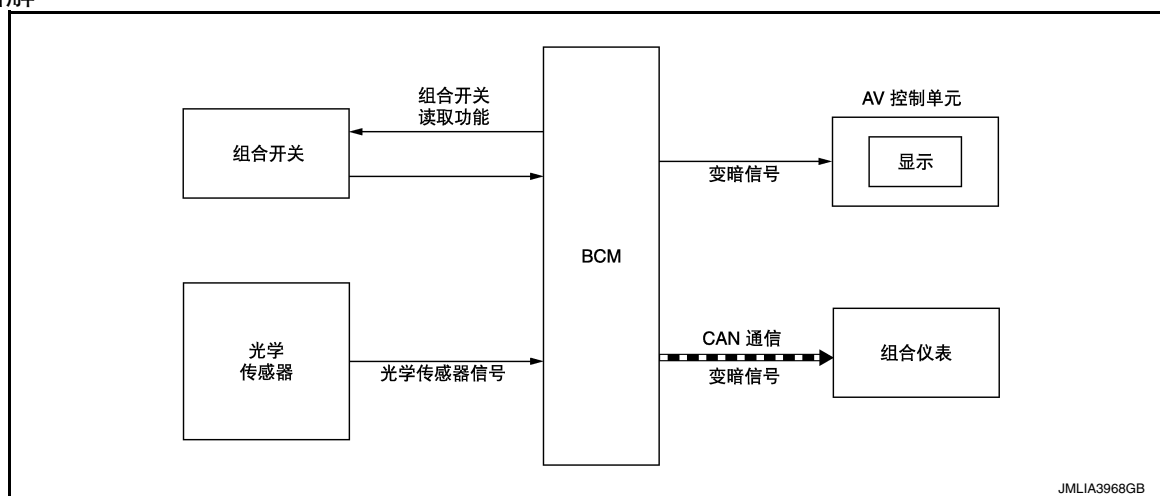 组合开关
读取功能
组合开关
AV 控制单元
显示
变暗信号
BCM
光学
传感器
光学传感器信号
CAN 通信
变暗信号
组合仪表
JMLIA3968GB